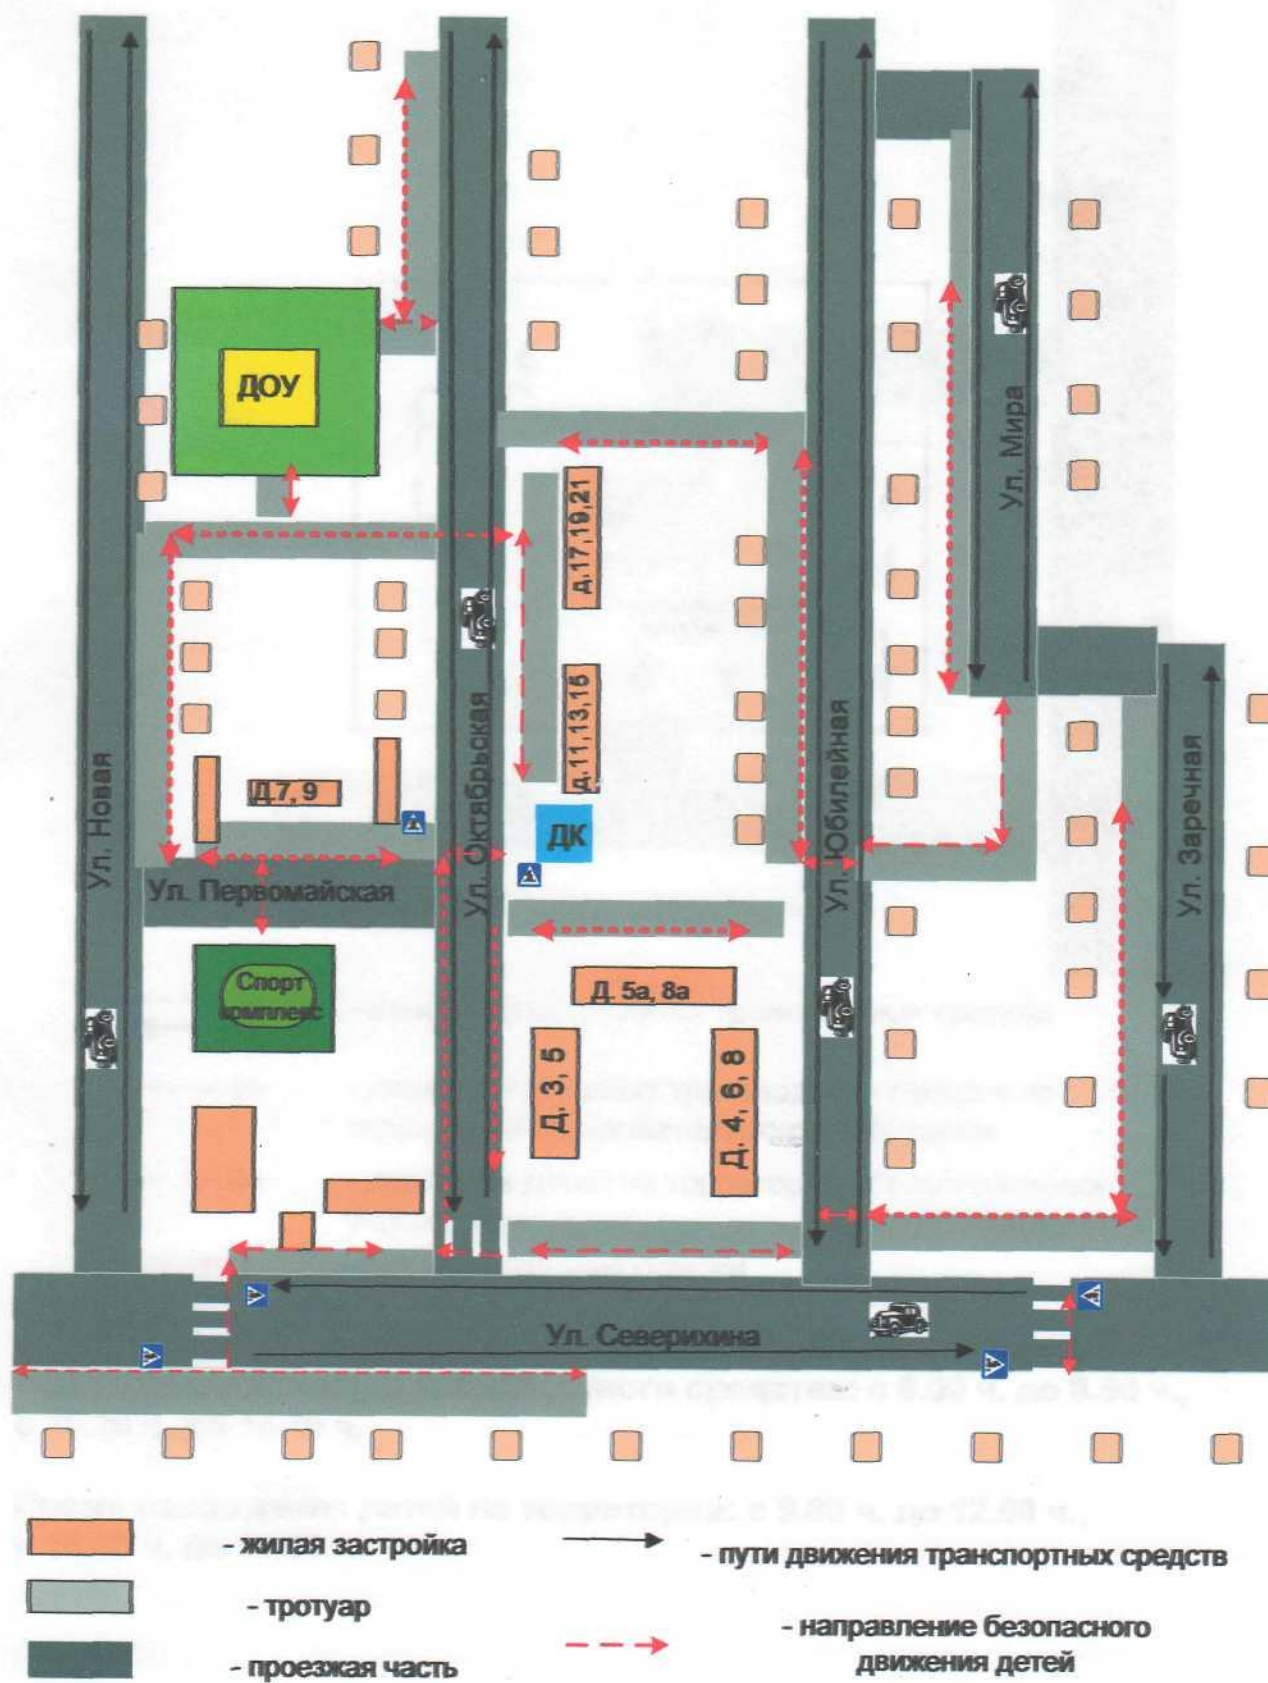 ДОУ
Ул. Мира
д.17,19,21
д.11,13,15
Ул. Новая
Д.7, 9
Ул. Октябрьская
ДК
Ул. Юбилейная
Ул. Заречная
Ул. Первомайская
Спорт
комплекс
Д. 5а, 8а
Д. 3, 5
Д. 4, 6, 8
Ул. Северихина
- жилая застройка
- пути движения транспортных средств
- тротуар
- направление безопасного
движения детей
- проезжая часть